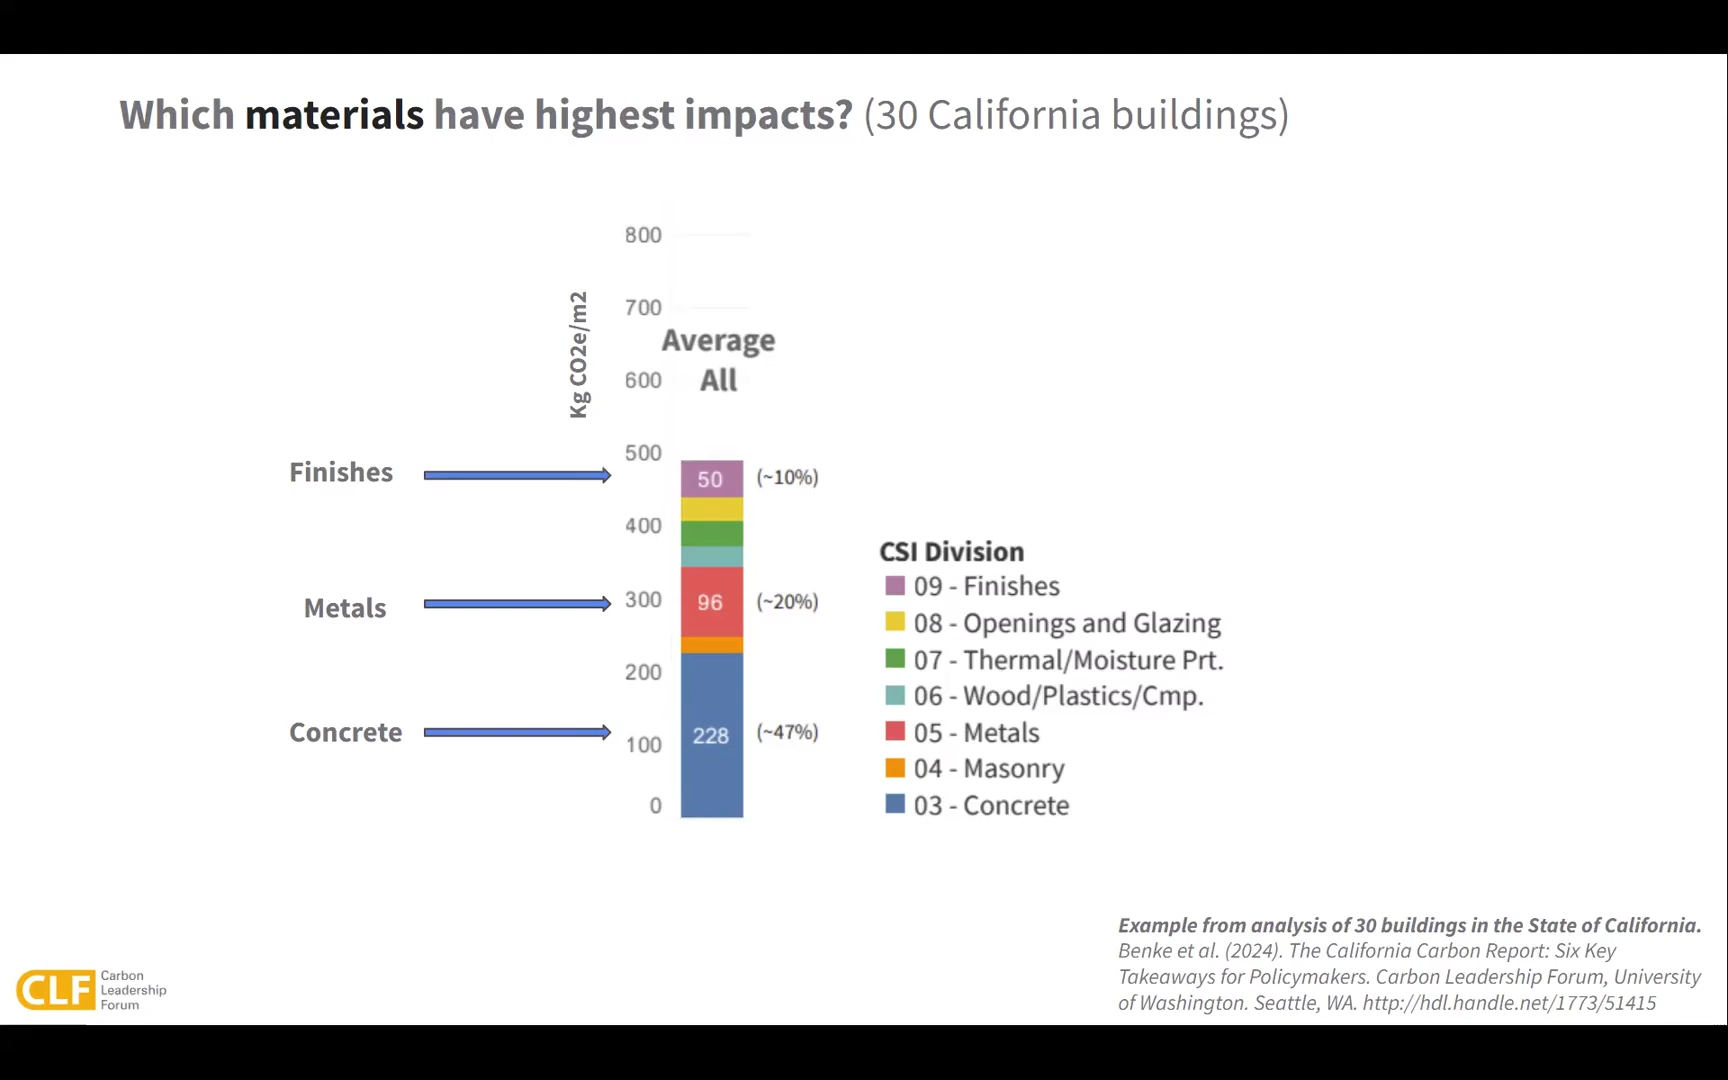 Which materials have highest impacts? (30 California buildings)
800
700
600
500
400
300
200
100
0
Kg CO2e/m2
Average
All
Finishes
50
(~10%)
Metals
96
(~20%)
Concrete
228
(~47%)
CSI Division
09 - Finishes
08 - Openings and Glazing
07 - Thermal/Moisture Prt.
06 - Wood/Plastics/Cmp.
05 - Metals
04 - Masonry
03 - Concrete
Example from analysis of 30 buildings in the State of California.
Benke et al. (2024). The California Carbon Report: Six Key
Takeaways for Policymakers. Carbon Leadership Forum, University
of Washington. Seattle, WA. http://hdl.handle.net/1773/51415
CLF
Carbon
Leadership
Forum